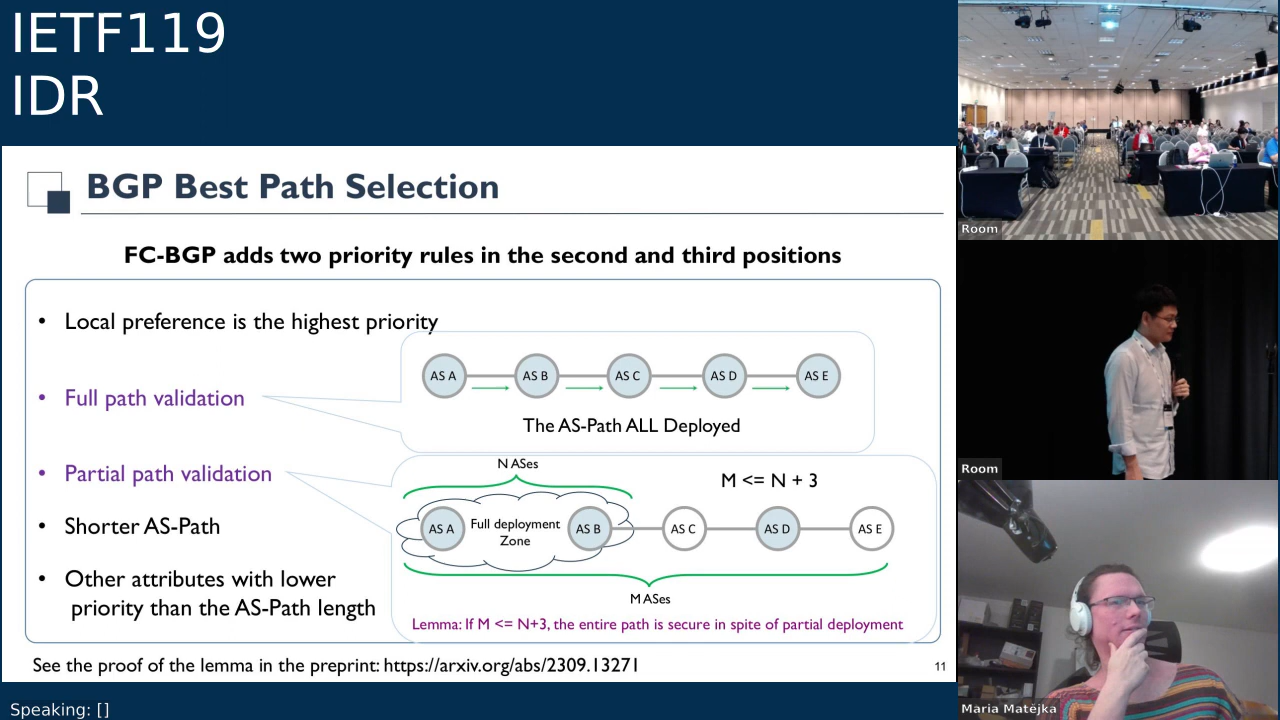 IETF119
IDR
BGP Best Path Selection
FC-BGP adds two priority rules in the second and third positions
• Local preference is the highest priority
AS A
AS B
AS C
AS D
AS E
• Full path validation
The AS-Path ALL Deployed
• Partial path validation
N ASes
M <= N + 3
• Shorter AS-Path
AS A
Full deployment
Zone
AS B
AS C
AS D
AS E
• Other attributes with lower
priority than the AS-Path length
M ASes
Lemma: If M <= N+3, the entire path is secure in spite of partial deployment
See the proof of the lemma in the preprint: https://arxiv.org/abs/2309.13271
11
Speaking: []
Room
Room
Maria Matějka